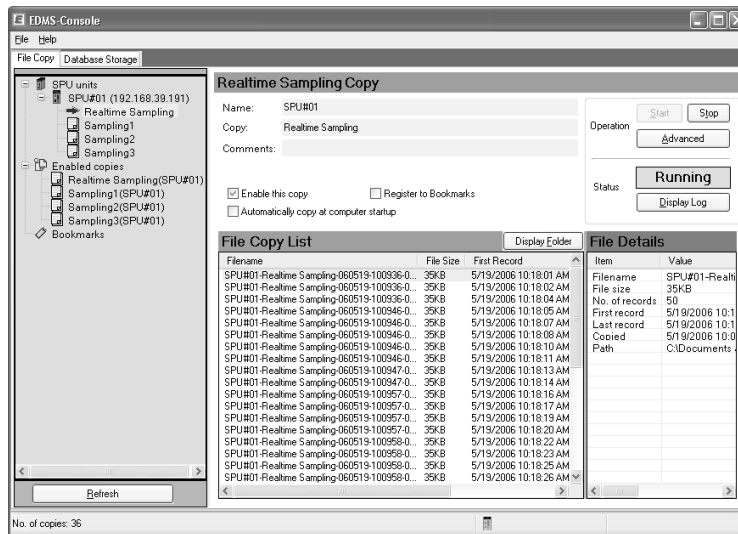 EDMS-Console
File Help
File Copy Database Storage
SPU units
SPU#01 (192.168.39.191)
Realtime Sampling
Sampling1
Sampling2
Sampling3
Enabled copies
Realtime Sampling(SPU#01)
Sampling1(SPU#01)
Sampling2(SPU#01)
Sampling3(SPU#01)
Bookmarks
Refresh
Realtime Sampling Copy
Name: SPU#01
Copy: Realtime Sampling
Comments:
Enable this copy Register to Bookmarks
Automatically copy at computer startup
Operation Start Stop
Advanced
Status Running
Display Log
File Copy List Display Folder
Filename File Size First Record
SPU#01-Realtime Sampling-060519-100936-0... 35KB 5/19/2006 10:18:01 AM
SPU#01-Realtime Sampling-060519-100936-0... 35KB 5/19/2006 10:18:02 AM
SPU#01-Realtime Sampling-060519-100936-0... 35KB 5/19/2006 10:18:04 AM
SPU#01-Realtime Sampling-060519-100946-0... 35KB 5/19/2006 10:18:05 AM
SPU#01-Realtime Sampling-060519-100946-0... 35KB 5/19/2006 10:18:07 AM
SPU#01-Realtime Sampling-060519-100946-0... 35KB 5/19/2006 10:18:08 AM
SPU#01-Realtime Sampling-060519-100946-0... 35KB 5/19/2006 10:18:10 AM
SPU#01-Realtime Sampling-060519-100946-0... 35KB 5/19/2006 10:18:11 AM
SPU#01-Realtime Sampling-060519-100947-0... 35KB 5/19/2006 10:18:13 AM
SPU#01-Realtime Sampling-060519-100947-0... 35KB 5/19/2006 10:18:14 AM
SPU#01-Realtime Sampling-060519-100957-0... 35KB 5/19/2006 10:18:16 AM
SPU#01-Realtime Sampling-060519-100957-0... 35KB 5/19/2006 10:18:17 AM
SPU#01-Realtime Sampling-060519-100957-0... 35KB 5/19/2006 10:18:19 AM
SPU#01-Realtime Sampling-060519-100957-0... 35KB 5/19/2006 10:18:20 AM
SPU#01-Realtime Sampling-060519-100958-0... 35KB 5/19/2006 10:18:22 AM
SPU#01-Realtime Sampling-060519-100958-0... 35KB 5/19/2006 10:18:23 AM
SPU#01-Realtime Sampling-060519-100958-0... 35KB 5/19/2006 10:18:25 AM
SPU#01-Realtime Sampling-060519-100958-0... 35KB 5/19/2006 10:18:26 AM
File Details
Item Value
Filename SPU#01-Realti
File size 35KB
No. of records 50
First record 5/19/2006 10:1
Last record 5/19/2006 10:1
Copied 5/19/2006 10:0
Path C:\Documents
No. of copies: 36